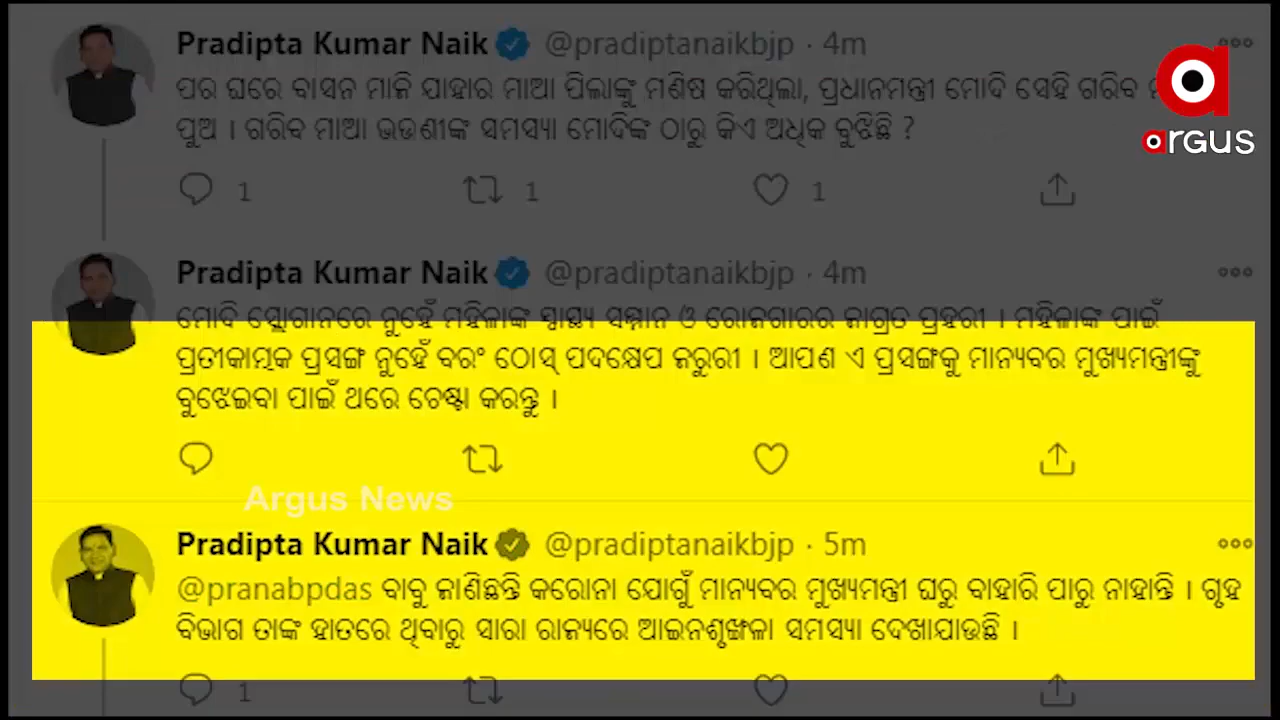 Pradipta Kumar Naik @pradiptanaikbjp · 4m
ପର ଘରେ ବାସନ ମାଜି ଯାହାର ମାଆ ପିଲାଙ୍କୁ ମଣିଷ କରିଥିଲା, ପ୍ରଧାନମନ୍ତ୍ରୀ ମୋଦି ସେହି ଗରିବ
ପୁଅ । ଗରିବ ମାଆ ଭଉଣୀଙ୍କ ସମସ୍ୟା ମୋଦିଙ୍କ ଠାରୁ କିଏ ଅଧିକ ବୁଝିଛି ?
1 1 1
argus
Pradipta Kumar Naik @pradiptanaikbjp · 4m
ମୋଦି ସ୍ଲୋଗାନରେ ନୁହେଁ ମହିଳାଙ୍କ ସ୍ୱାସ୍ଥ୍ୟ ସମ୍ମାନ ଓ ରୋଜଗାରର ଜାଗ୍ରତ ପ୍ରହରୀ । ମହିଳାଙ୍କ ପାଇଁ
ପ୍ରତୀକାତ୍ମକ ପ୍ରସଙ୍ଗ ନୁହେଁ ବରଂ ଠୋସ୍ ପଦକ୍ଷେପ ଜରୁରୀ । ଆପଣ ଏ ପ୍ରସଙ୍ଗକୁ ମାନ୍ୟବର ମୁଖ୍ୟମନ୍ତ୍ରୀଙ୍କୁ
ବୁଝେଇବା ପାଇଁ ଥରେ ଚେଷ୍ଟା କରନ୍ତୁ ।
Argus News
Pradipta Kumar Naik @pradiptanaikbjp · 5m
@pranabpdas ବାବୁ ଜାଣିଛନ୍ତି କରୋନା ଯୋଗୁଁ ମାନ୍ୟବର ମୁଖ୍ୟମନ୍ତ୍ରୀ ଘରୁ ବାହାରି ପାରୁ ନାହାନ୍ତି । ଗୃହ
ବିଭାଗ ତାଙ୍କ ହାତରେ ଥିବାରୁ ସାରା ରାଜ୍ୟରେ ଆଇନଶୃଙ୍ଖଳା ସମସ୍ୟା ଦେଖାଯାଉଛି ।
1